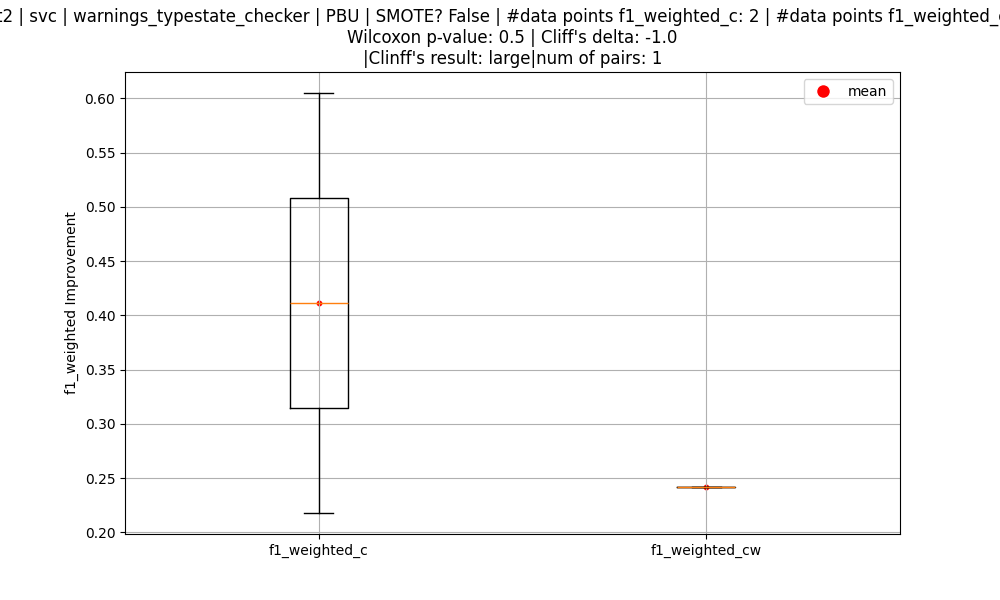 | svc | warnings_typestate_checker | PBU | SMOTE? False | #data points f1_weighted_c: 2 | #data points
Wilcoxon p-value: 0.5 | Cliff's delta: -1.0
|Clinff's result: large|num of pairs: 1
mean
0.60
0.55
0.50
0.45
0.40
0.35
0.30
0.25
0.20
f1_weighted Improvement
f1_weighted_c
f1_weighted_cw